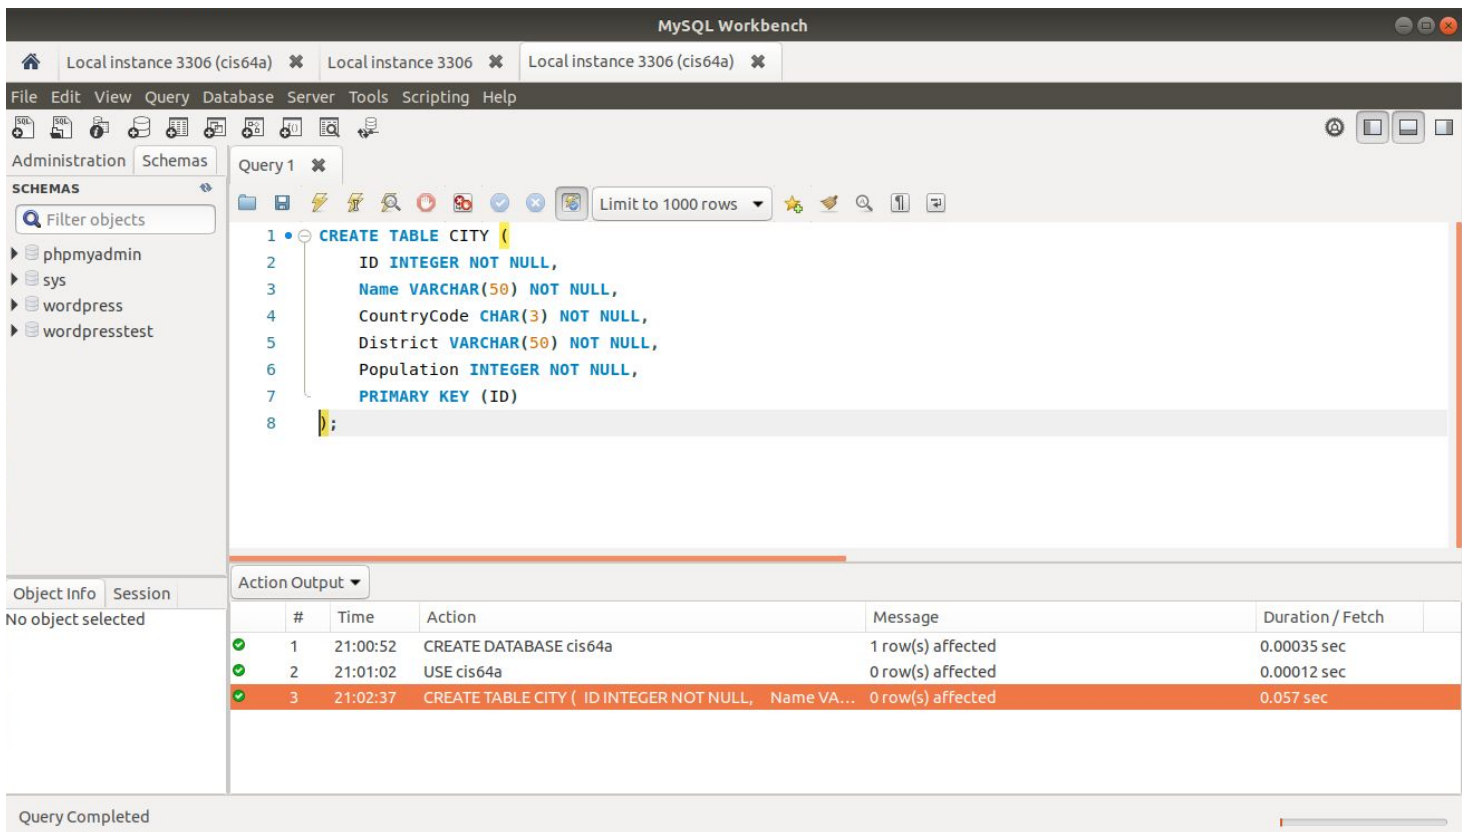 MySQL Workbench
Local instance 3306 (cis64a) Local instance 3306 Local instance 3306 (cis64a)
File Edit View Query Database Server Tools Scripting Help
Administration Schemas
Query 1
SCHEMAS
Filter objects
phpmyadmin
sys
wordpress
wordpresstest
Limit to 1000 rows
1 CREATE TABLE CITY (
2 ID INTEGER NOT NULL,
3 Name VARCHAR(50) NOT NULL,
4 CountryCode CHAR(3) NOT NULL,
5 District VARCHAR(50) NOT NULL,
6 Population INTEGER NOT NULL,
7 PRIMARY KEY (ID)
8 );
Object Info Session
No object selected
Action Output
# Time Action Message Duration / Fetch
1 21:00:52 CREATE DATABASE cis64a 1 row(s) affected 0.00035 sec
2 21:01:02 USE cis64a 0 row(s) affected 0.00012 sec
3 21:02:37 CREATE TABLE CITY ( ID INTEGER NOT NULL, Name VA... 0 row(s) affected 0.057 sec
Query Completed